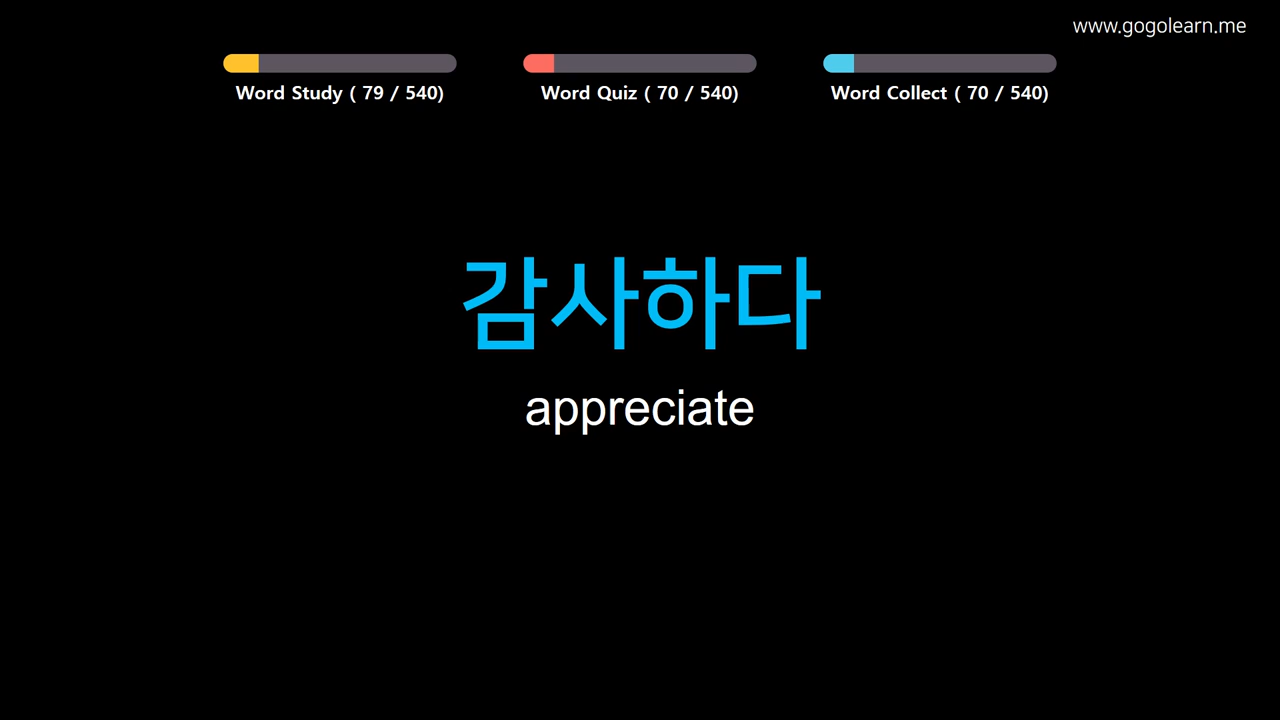 www.gogolearn.me
Word Study ( 79 / 540)
Word Quiz ( 70 / 540)
Word Collect ( 70 / 540)
감사하다
appreciate